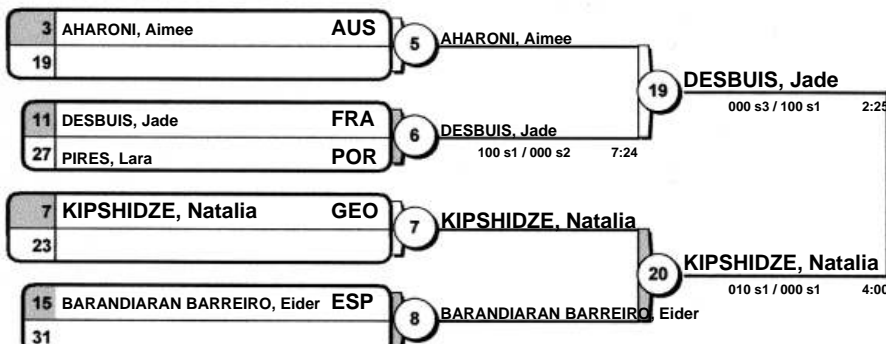 3 AHARONI, Aimee AUS
19
5 AHARONI, Aimee
11 DESBUIS, Jade FRA
27 PIRES, Lara POR
6 DESBUIS, Jade
100 s1 / 000 s2 7:24
19 DESBUIS, Jade
000 s3 / 100 s1 2:25
7 KIPSHIDZE, Natalia GEO
23
7 KIPSHIDZE, Natalia
15 BARANDIARAN BARREIRO, Eider ESP
31
8 BARANDIARAN BARREIRO, Eider
20 KIPSHIDZE, Natalia
010 s1 / 000 s1 4:00